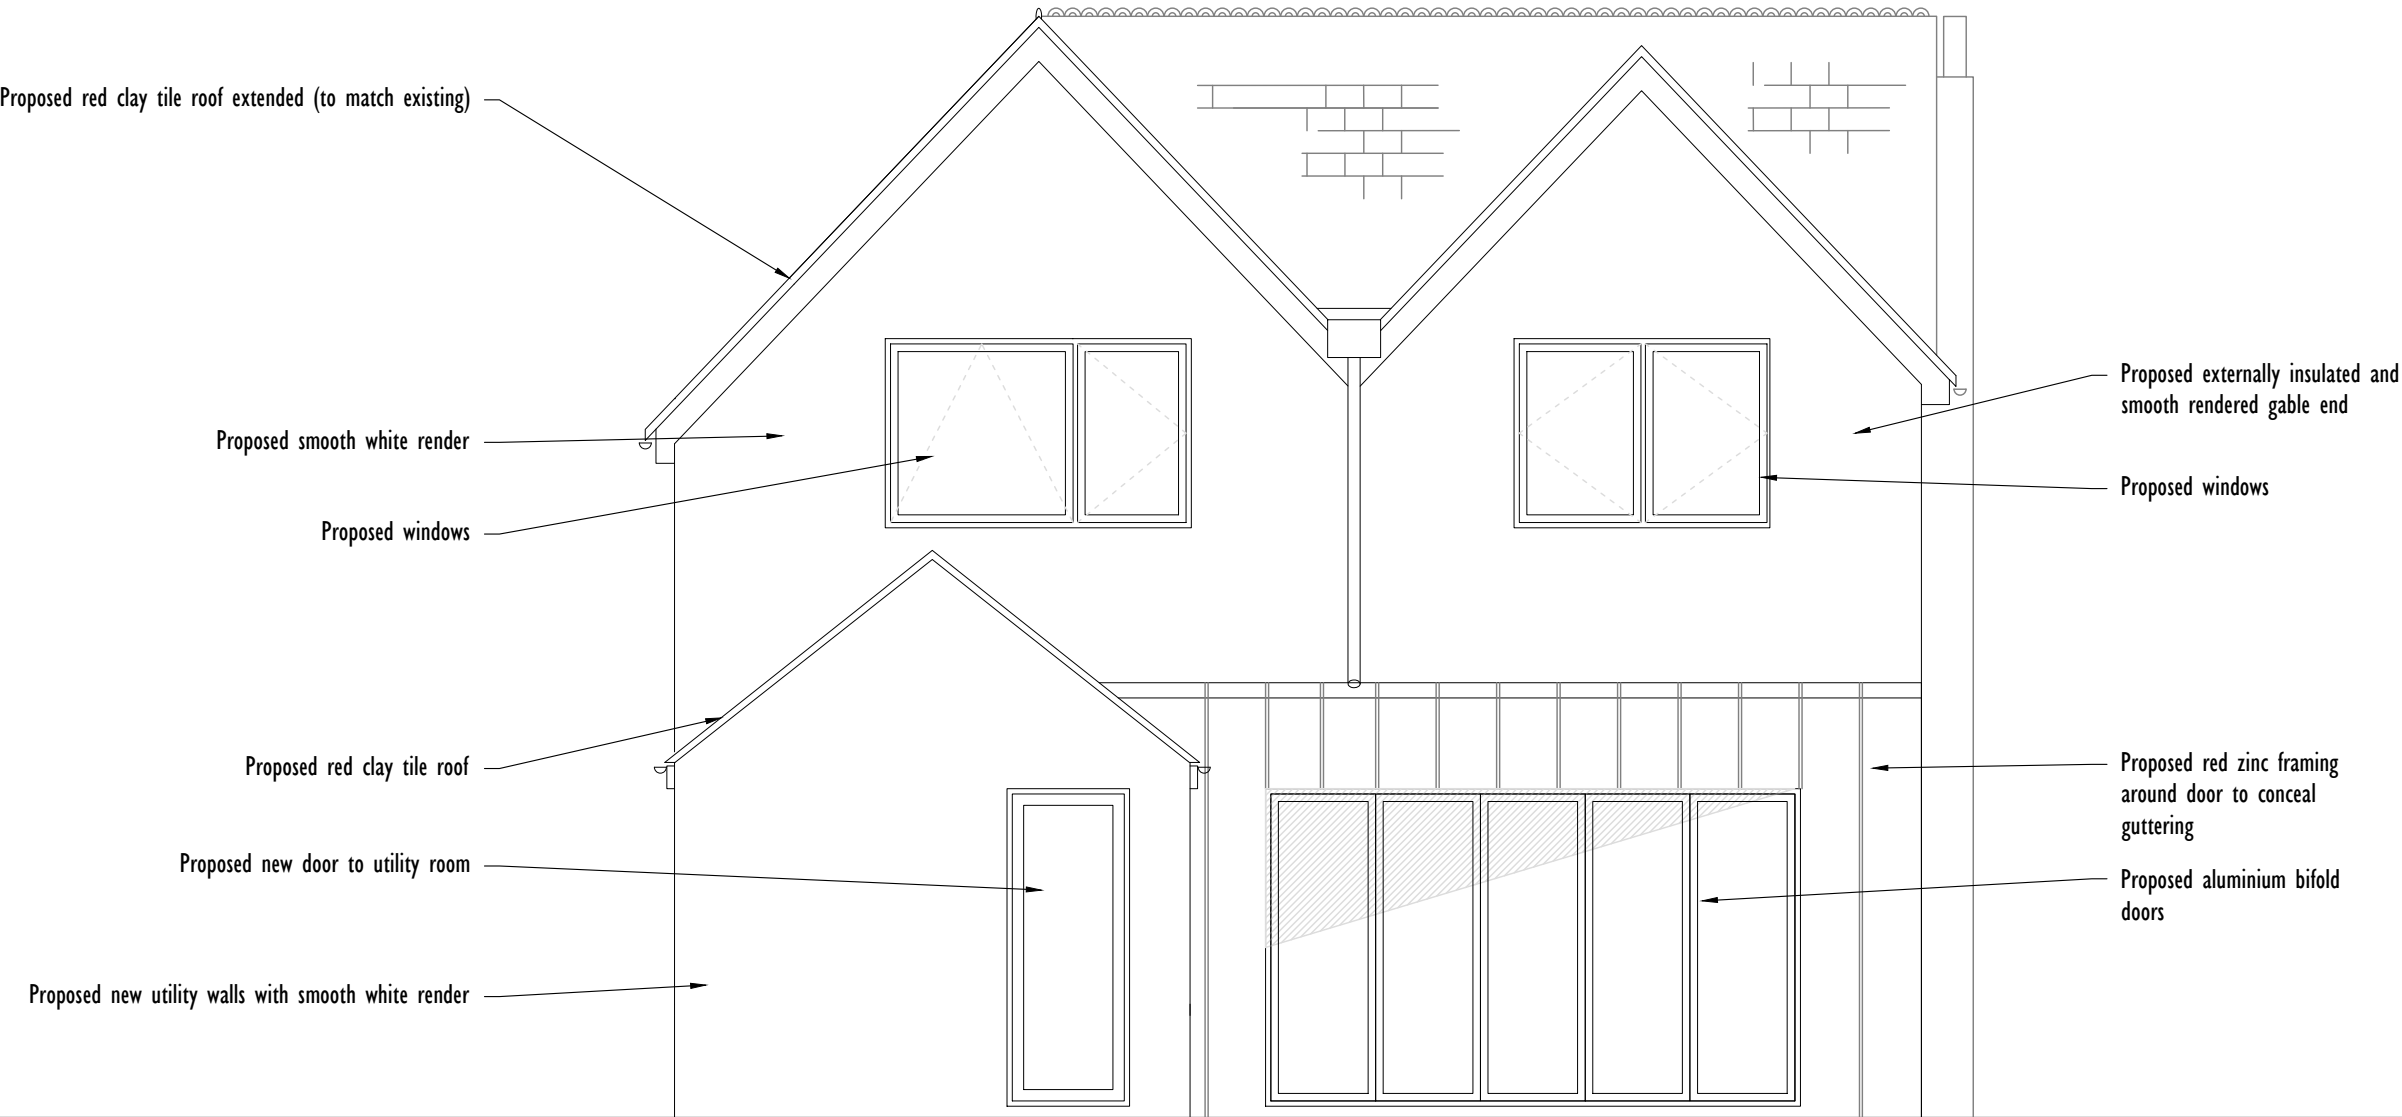 Proposed red clay tile roof extended (to match existing)
Proposed smooth white render
Proposed windows
Proposed red clay tile roof
Proposed new door to utility room
Proposed new utility walls with smooth white render
Proposed externally insulated and
smooth rendered gable end
Proposed windows
Proposed red zinc framing
around door to conceal
guttering
Proposed aluminium bifold
doors